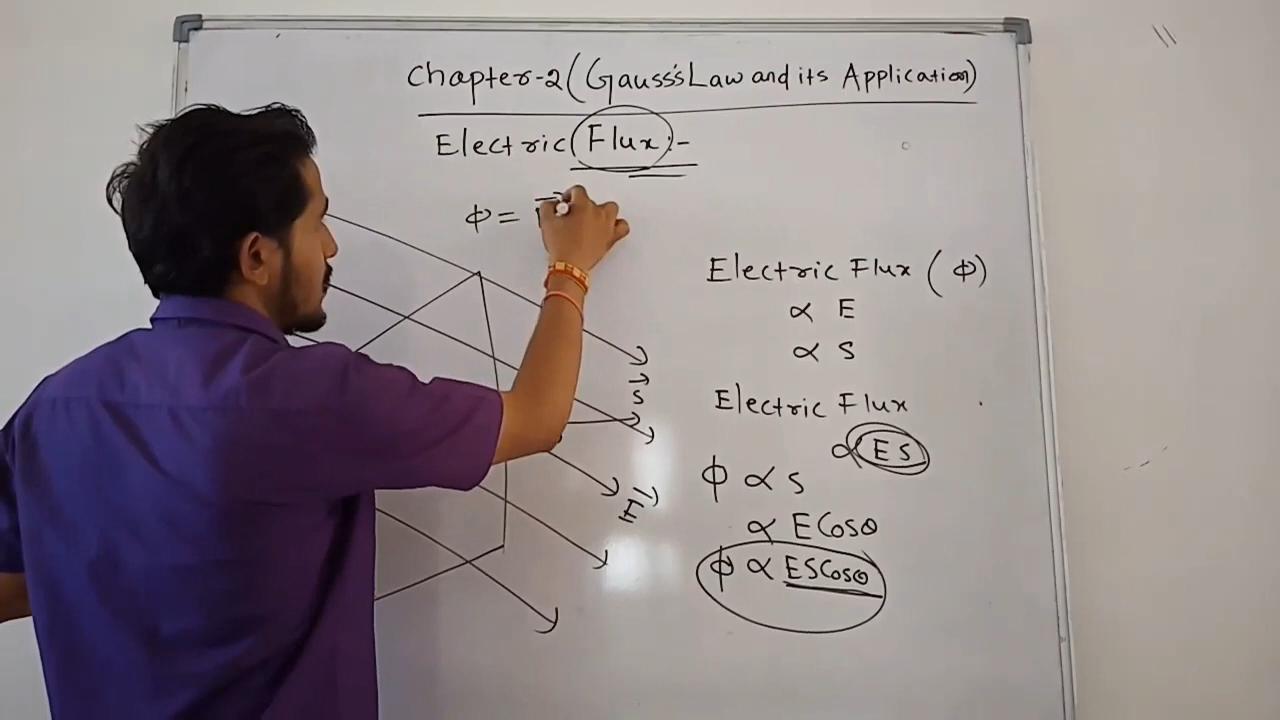 Chapter-2 (Gauss's Law and its Application)
Electric Flux :-
φ =
Electric Flux (φ)
∝ E
∝ S
S
Electric Flux
∝ ES
φ ∝ S
E
∝ ECosθ
φ ∝ ESCosθ